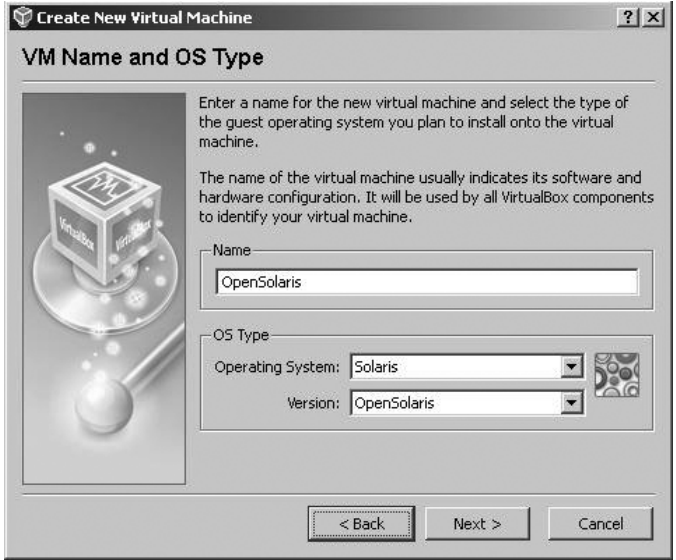 Create New Virtual Machine
VM Name and OS Type
Enter a name for the new virtual machine and select the type of
the guest operating system you plan to install onto the virtual
machine.
The name of the virtual machine usually indicates its software and
hardware configuration. It will be used by all VirtualBox components
to identify your virtual machine.
Name
OpenSolaris
OS Type
Operating System: Solaris
Version: OpenSolaris
VirtualBox
VirtualBox
< Back
Next >
Cancel